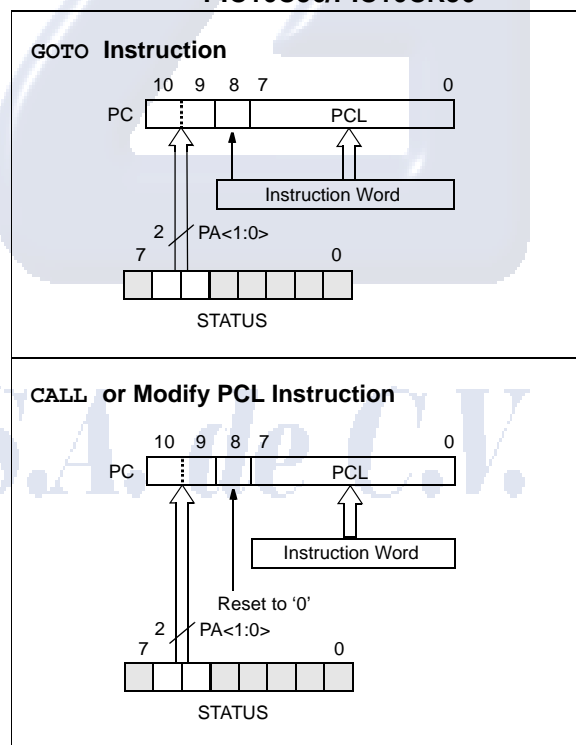 GOTO Instruction
10 9 8 7 0
PC PCL
Instruction Word
2 PA<1:0>
7 0
STATUS
CALL or Modify PCL Instruction
10 9 8 7 0
PC PCL
Instruction Word
Reset to ‘0’
2 PA<1:0>
7 0
STATUS
S.A. de C.V.